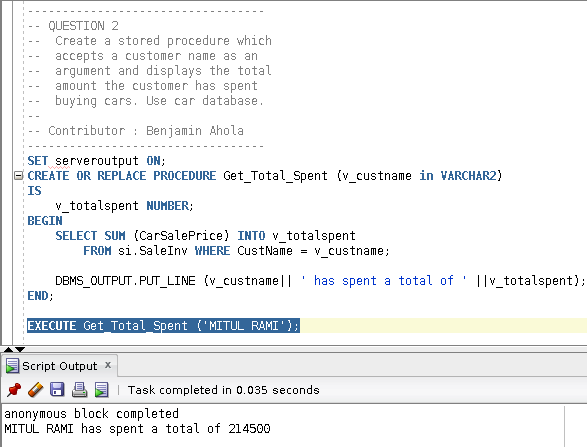 ----------------------------------
-- QUESTION 2
--  Create a stored procedure which
--  accepts a customer name as an
--  argument and displays the total
--  amount the customer has spent
--  buying cars. Use car database.
--
-- Contributor : Benjamin Ahola
----------------------------------
SET serveroutput ON;
CREATE OR REPLACE PROCEDURE Get_Total_Spent (v_custname in VARCHAR2)
IS
    v_totalspent NUMBER;
BEGIN
    SELECT SUM (CarSalePrice) INTO v_totalspent
        FROM si.SaleInv WHERE CustName = v_custname;
    DBMS_OUTPUT.PUT_LINE (v_custname|| ' has spent a total of ' ||v_totalspent);
END;
EXECUTE Get_Total_Spent ('MITUL RAMI');
Script Output x
Task completed in 0.035 seconds
anonymous block completed
MITUL RAMI has spent a total of 214500